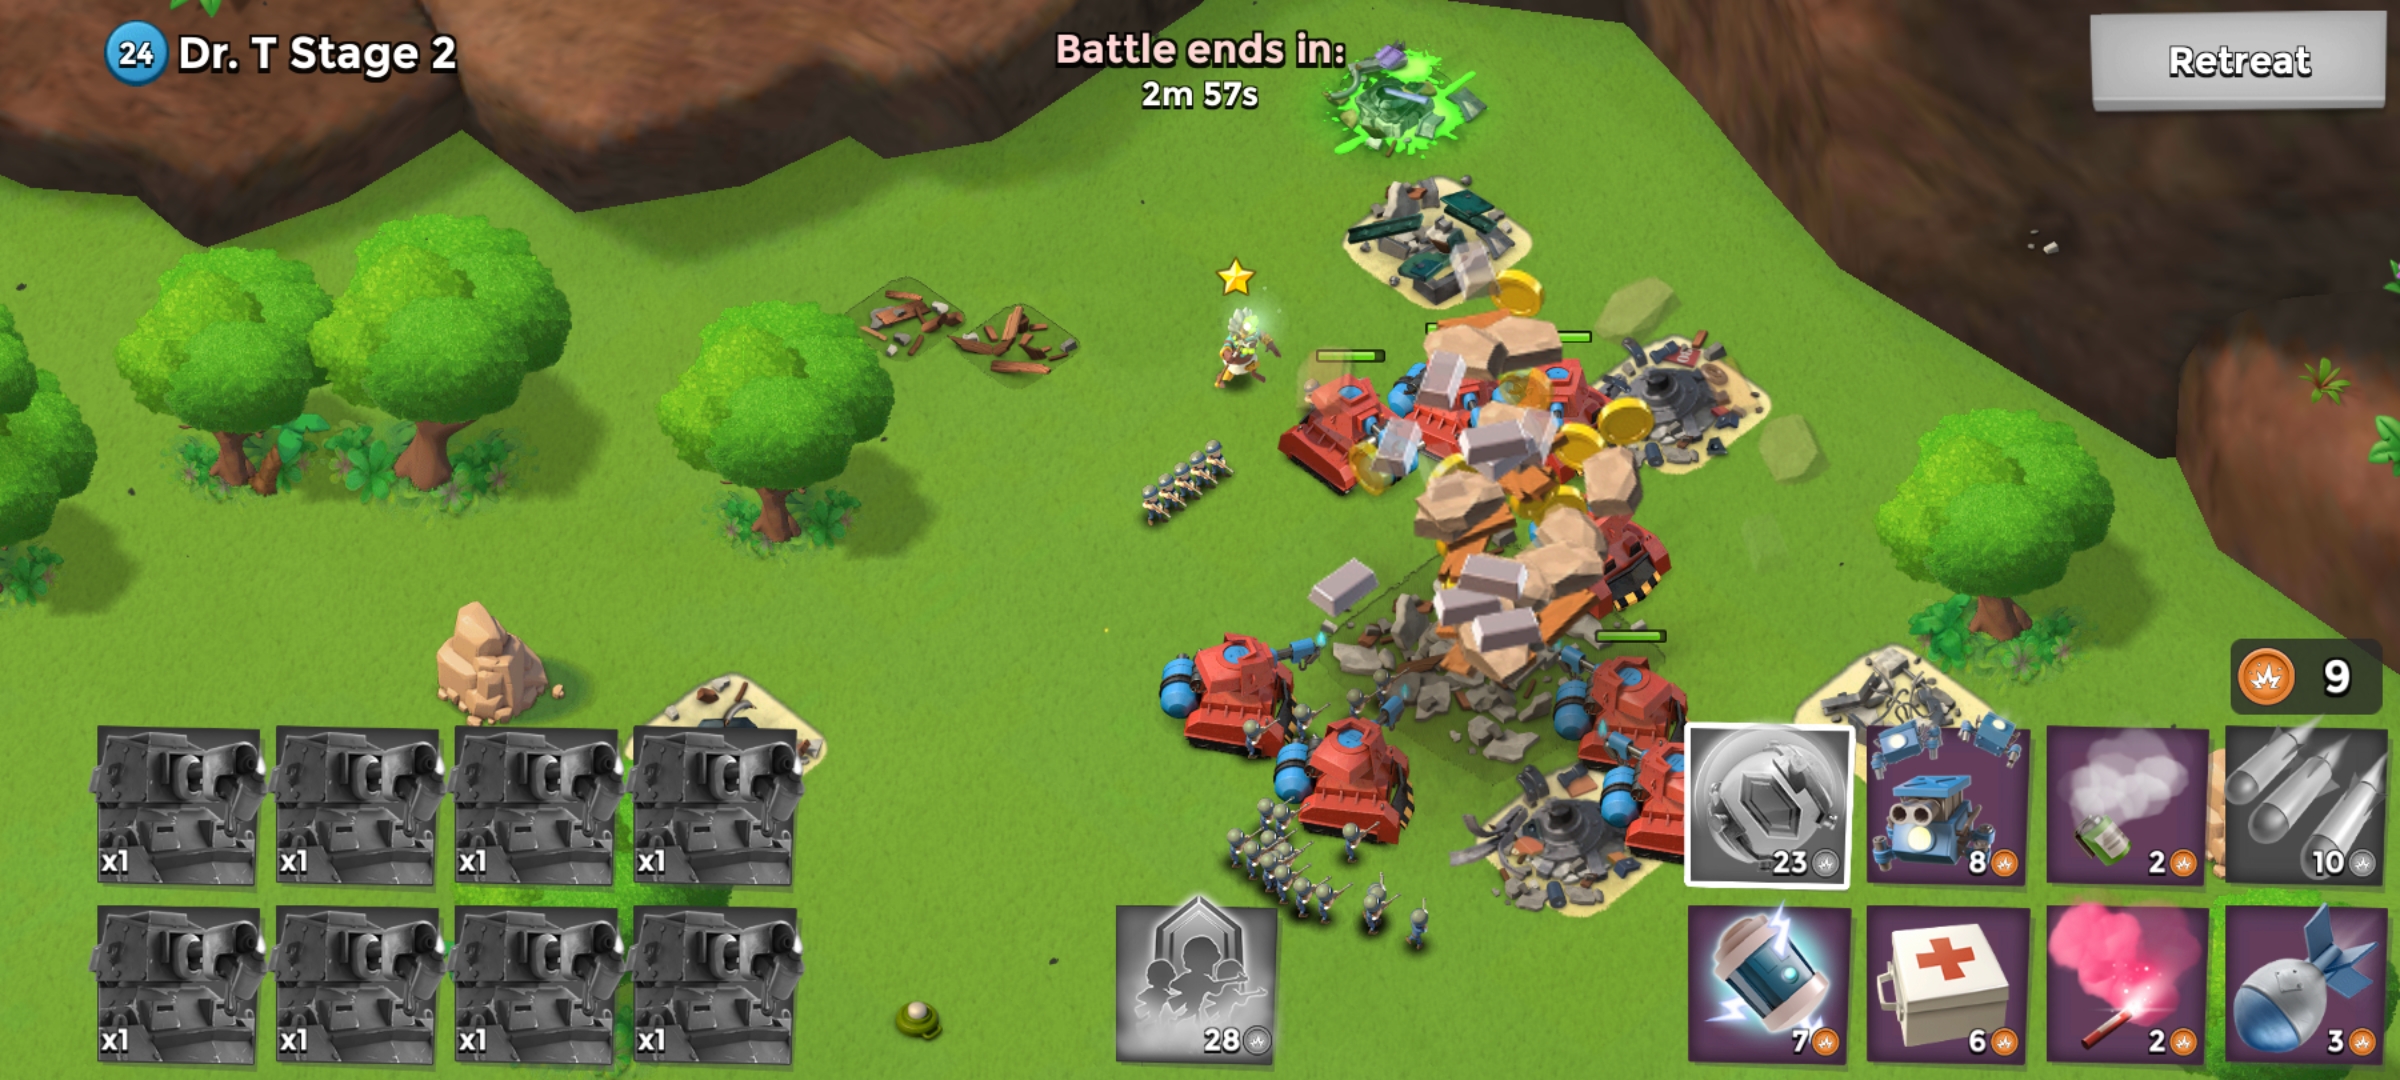 24 Dr. T Stage 2
Battle ends in:
2m 57s
Retreat
9
x1 x1 x1 x1
23 8 2 10
x1 x1 x1 x1
28
7 6 2 3